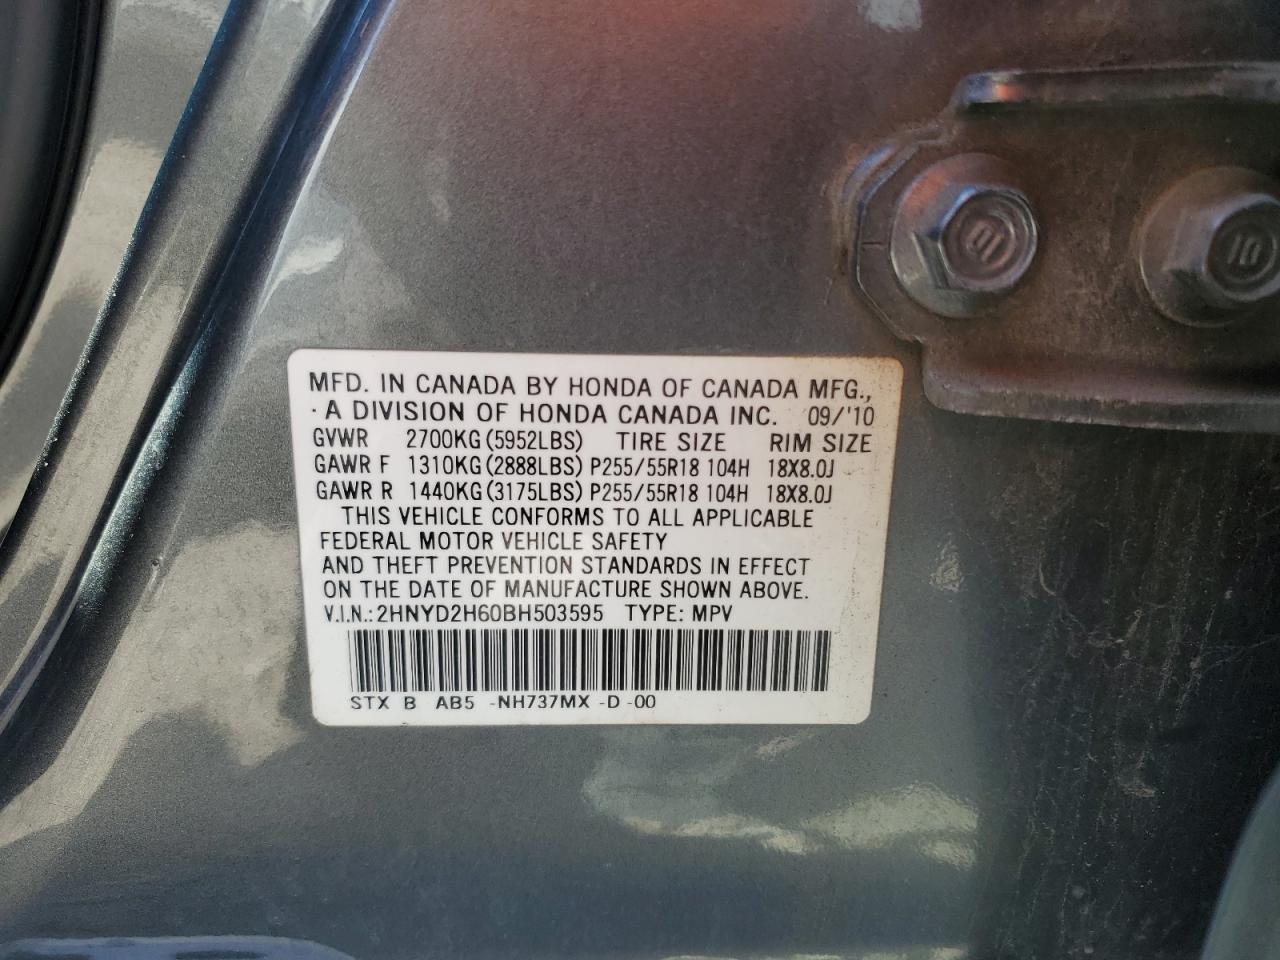 MFD. IN CANADA BY HONDA OF CANADA MFG.,
· A DIVISION OF HONDA CANADA INC. 09/'10
GVWR 2700KG (5952LBS) TIRE SIZE RIM SIZE
GAWR F 1310KG (2888LBS) P255/55R18 104H 18X8.0J
GAWR R 1440KG (3175LBS) P255/55R18 104H 18X8.0J
THIS VEHICLE CONFORMS TO ALL APPLICABLE
FEDERAL MOTOR VEHICLE SAFETY
AND THEFT PREVENTION STANDARDS IN EFFECT
ON THE DATE OF MANUFACTURE SHOWN ABOVE.
V.I.N.: 2HNYD2H60BH503595 TYPE: MPV
STX B AB5 -NH737MX -D -00
10